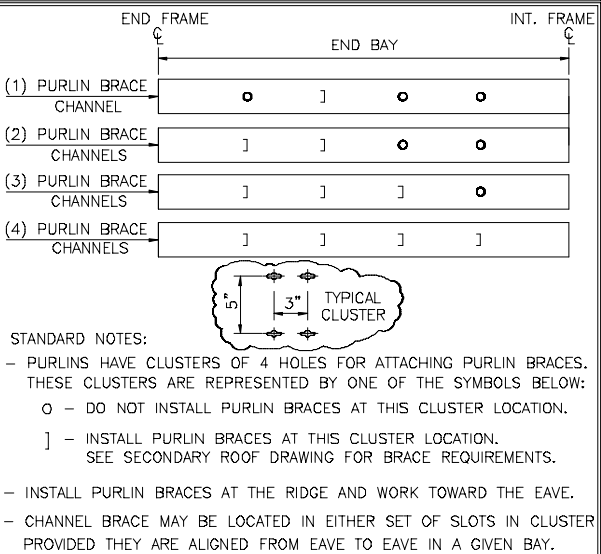 END FRAME
INT. FRAME
℄
℄
END BAY
(1) PURLIN BRACE
CHANNEL
O ] O O
(2) PURLIN BRACE
CHANNELS
] ] O O
(3) PURLIN BRACE
CHANNELS
] ] ] O
(4) PURLIN BRACE
CHANNELS
] ] ] ]
5"
3"
TYPICAL
CLUSTER
STANDARD NOTES:
– PURLINS HAVE CLUSTERS OF 4 HOLES FOR ATTACHING PURLIN BRACES.
THESE CLUSTERS ARE REPRESENTED BY ONE OF THE SYMBOLS BELOW:
O – DO NOT INSTALL PURLIN BRACES AT THIS CLUSTER LOCATION.
] – INSTALL PURLIN BRACES AT THIS CLUSTER LOCATION.
SEE SECONDARY ROOF DRAWING FOR BRACE REQUIREMENTS.
– INSTALL PURLIN BRACES AT THE RIDGE AND WORK TOWARD THE EAVE.
– CHANNEL BRACE MAY BE LOCATED IN EITHER SET OF SLOTS IN CLUSTER
PROVIDED THEY ARE ALIGNED FROM EAVE TO EAVE IN A GIVEN BAY.